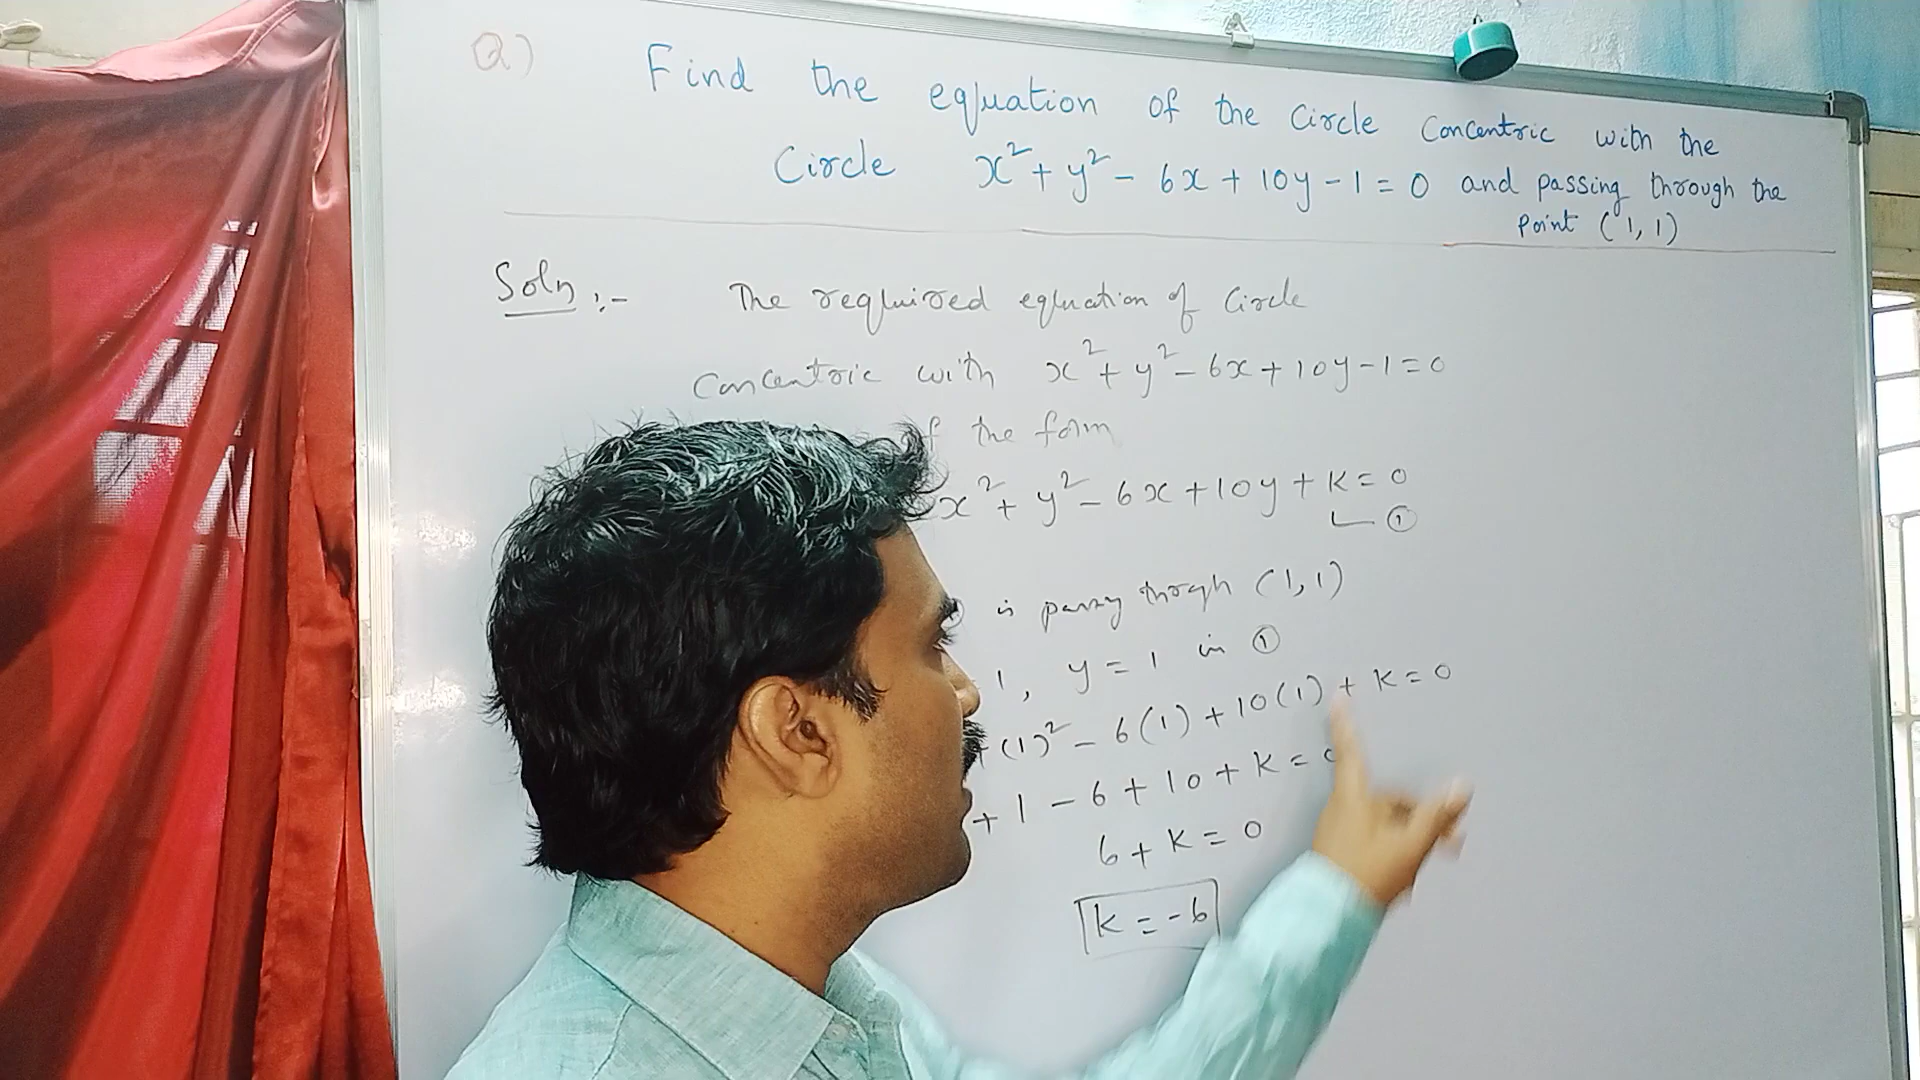 Q)
Find the equation of the Circle Concentric with the
Circle x² + y² - 6x + 10y - 1 = 0 and passing through the
point (1, 1)
Soln :- The required equation of Circle
Concentric with x² + y² - 6x + 10y - 1 = 0
of the form
x² + y² - 6x + 10y + k = 0
①
is passing through (1, 1)
1, y = 1 in ①
+ (1)² - 6(1) + 10(1) + k = 0
+ 1 - 6 + 10 + k = 0
6 + k = 0
k = -6